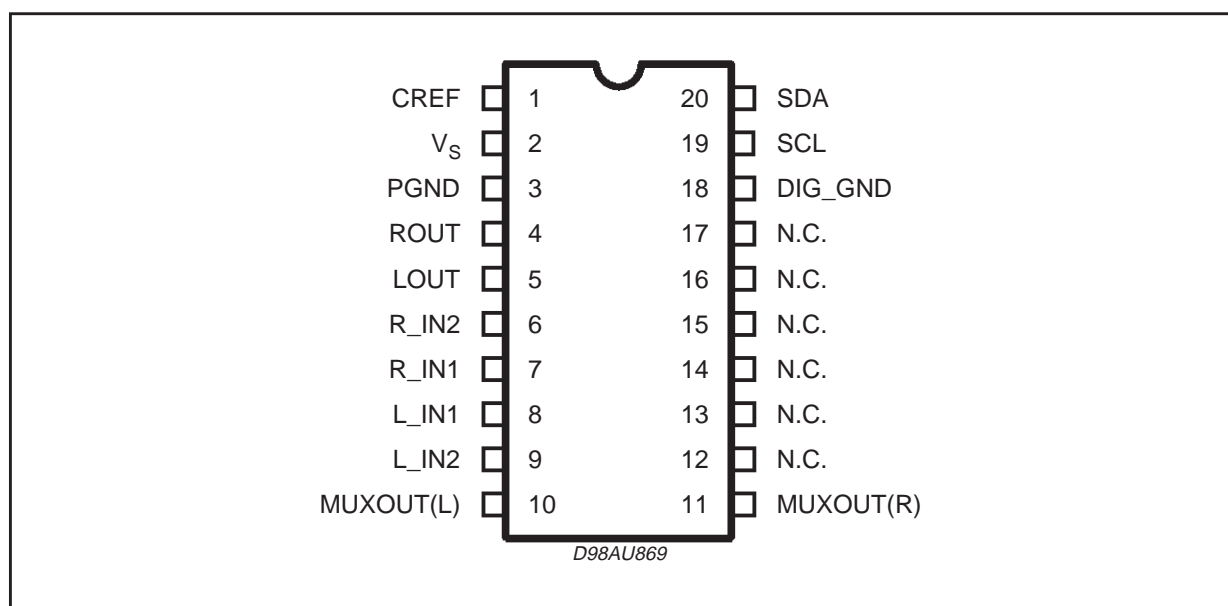 CREF 1 20 SDA
VS 2 19 SCL
PGND 3 18 DIG_GND
ROUT 4 17 N.C.
LOUT 5 16 N.C.
R_IN2 6 15 N.C.
R_IN1 7 14 N.C.
L_IN1 8 13 N.C.
L_IN2 9 12 N.C.
MUXOUT(L) 10 11 MUXOUT(R)
D98AU869